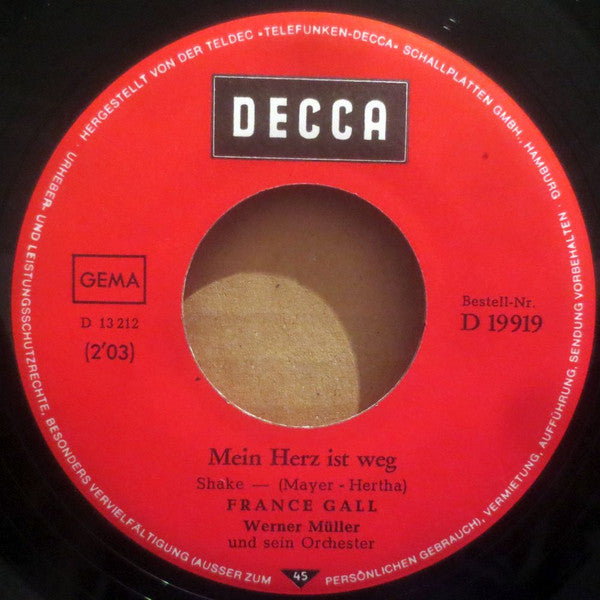 URHEBER- UND LEISTUNGSSCHUTZRECHTE, BESONDERS VERVIELFÄLTIGUNG (AUSSER ZUM PERSÖNLICHEN GEBRAUCH), VERMIETUNG, AUFFÜHRUNG, SENDUNG VORBEHALTEN · HERGESTELLT VON DER TELDEC »TELEFUNKEN-DECCA« SCHALLPLATTEN GMBH., HAMBURG ·
DECCA
GEMA
D 13 212
(2'03)
Bestell-Nr.
D 19919
Mein Herz ist weg
Shake — (Mayer - Hertha)
FRANCE GALL
Werner Müller
und sein Orchester
45